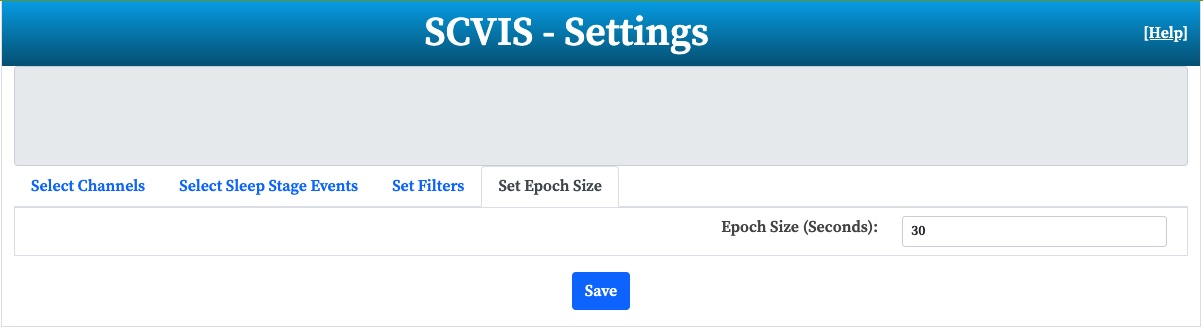 SCVIS - Settings
[Help]
Select Channels
Select Sleep Stage Events
Set Filters
Set Epoch Size
Epoch Size (Seconds):
30
Save